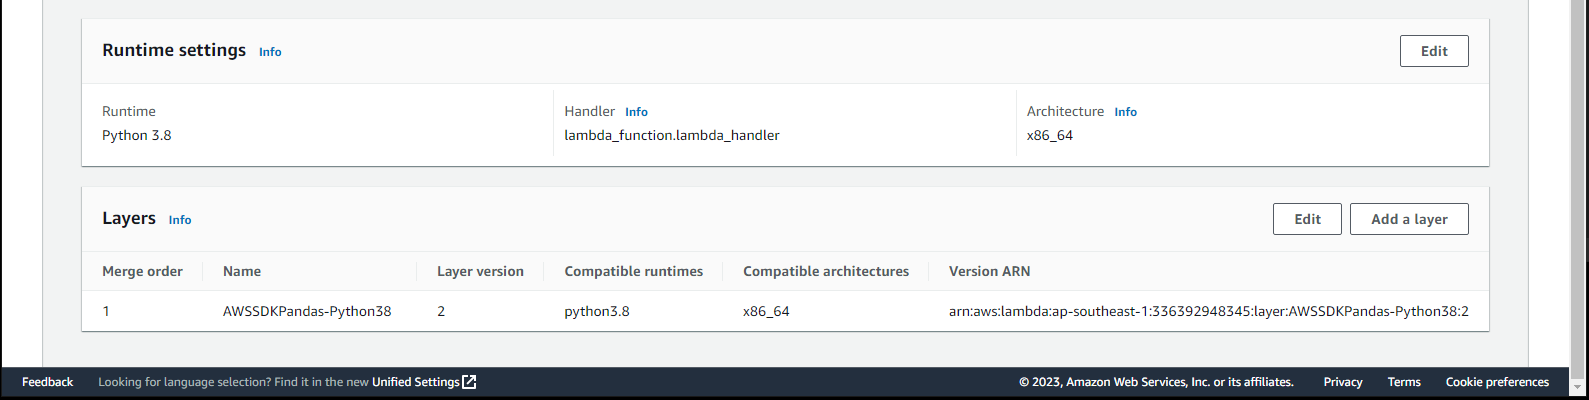 Runtime settings Info Edit
Runtime Handler Info Architecture Info
Python 3.8 lambda_function.lambda_handler x86_64
Layers Info Edit Add a layer
Merge order Name Layer version Compatible runtimes Compatible architectures Version ARN
1 AWSSDKPandas-Python38 2 python3.8 x86_64 arn:aws:lambda:ap-southeast-1:336392948345:layer:AWSSDKPandas-Python38:2
Feedback Looking for language selection? Find it in the new Unified Settings © 2023, Amazon Web Services, Inc. or its affiliates. Privacy Terms Cookie preferences